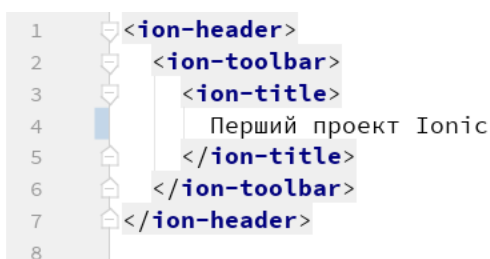 1 <ion-header>
2   <ion-toolbar>
3     <ion-title>
4       Перший проект Ionic
5     </ion-title>
6   </ion-toolbar>
7 </ion-header>
8